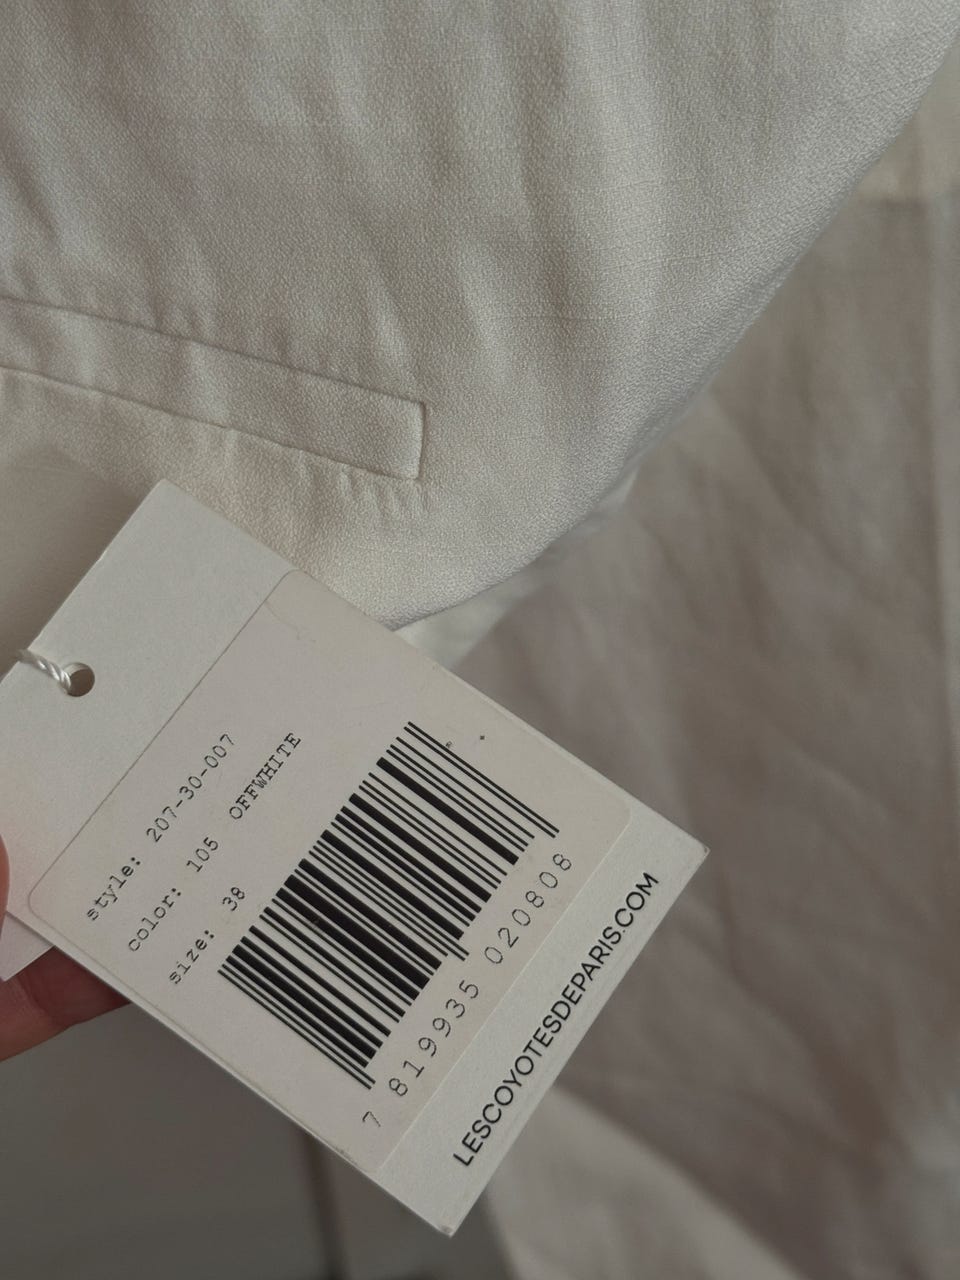 style: 207-30-007
color: 105 OFFWHITE
size: 38
7 819935 020808
LESCOYOTESDEPARIS.COM